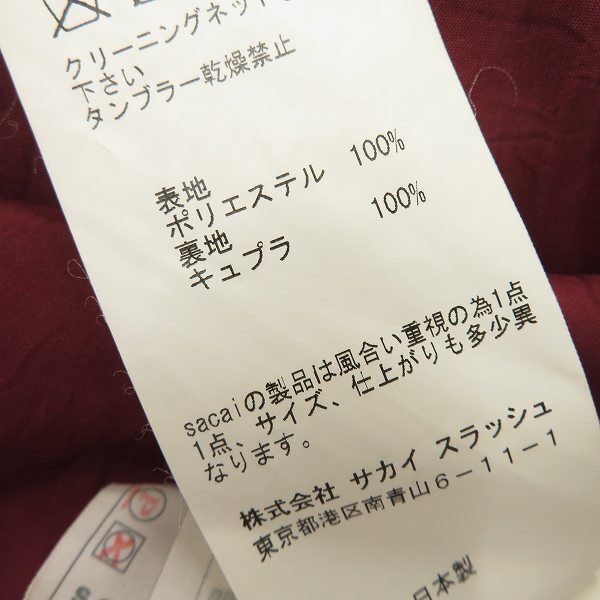 クリーニングネット
下さい
タンブラー乾燥禁止
表地
ポリエステル 100%
裏地
キュプラ 100%
sacaiの製品は風合い重視の為1点
1点、サイズ、仕上がりも多少異
なります。
株式会社 サカイ スラッシュ
東京都港区南青山6-11-1
日本製